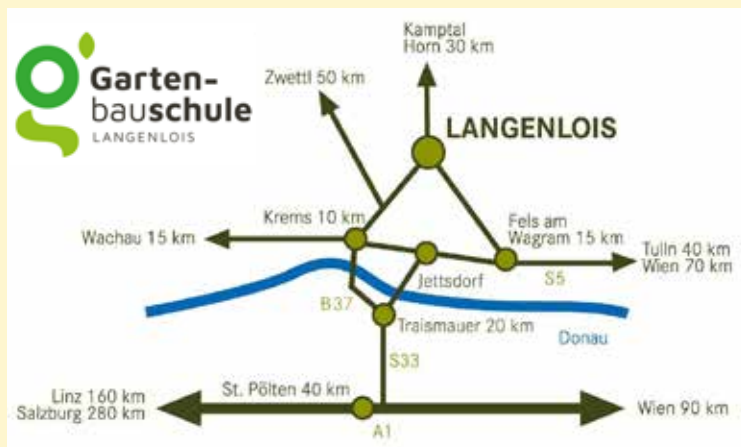 Garten-
bauschule
LANGENLOIS
Kamptal
Horn 30 km
Zwettl 50 km
LANGENLOIS
Krems 10 km
Fels am
Wagram 15 km
Wachau 15 km
Tulln 40 km
Wien 70 km
Jettsdorf
S5
B37
Traismauer 20 km
Donau
S33
Linz 160 km
Salzburg 280 km
St. Pölten 40 km
Wien 90 km
A1